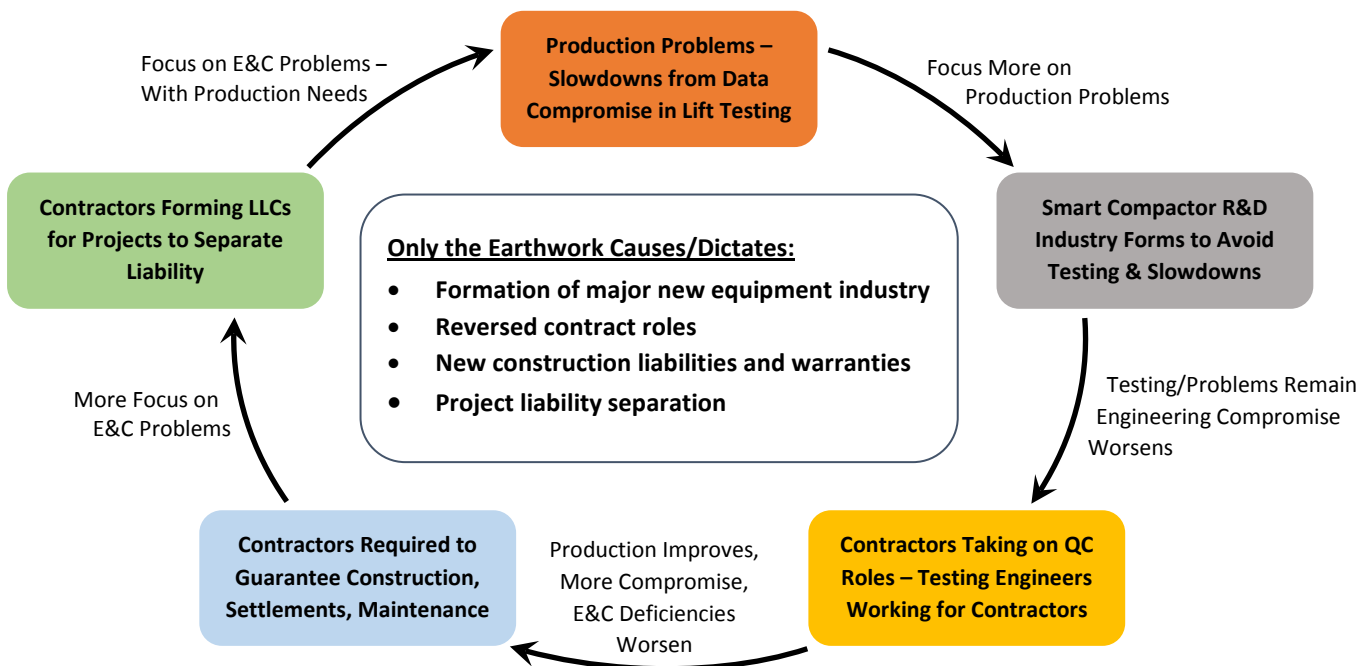 Production Problems –
Slowdowns from Data
Compromise in Lift Testing
Focus More on
Production Problems
Smart Compactor R&D
Industry Forms to Avoid
Testing & Slowdowns
Testing/Problems Remain
Engineering Compromise
Worsens
Contractors Taking on QC
Roles – Testing Engineers
Working for Contractors
Production Improves,
More Compromise,
E&C Deficiencies
Worsen
Contractors Required to
Guarantee Construction,
Settlements, Maintenance
More Focus on
E&C Problems
Contractors Forming LLCs
for Projects to Separate
Liability
Focus on E&C Problems –
With Production Needs
Only the Earthwork Causes/Dictates:
• Formation of major new equipment industry
• Reversed contract roles
• New construction liabilities and warranties
• Project liability separation